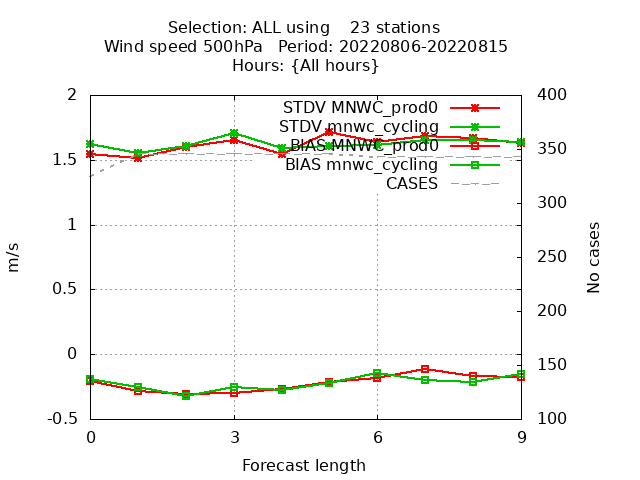 Selection: ALL using    23 stations
Wind speed 500hPa   Period: 20220806-20220815
Hours: {All hours}
STDV MNWC_prod0
STDV mnwc_cycling
BIAS MNWC_prod0
BIAS mnwc_cycling
CASES
2
1.5
1
0.5
0
-0.5
400
350
300
250
200
150
100
m/s
No cases
0 3 6 9
Forecast length